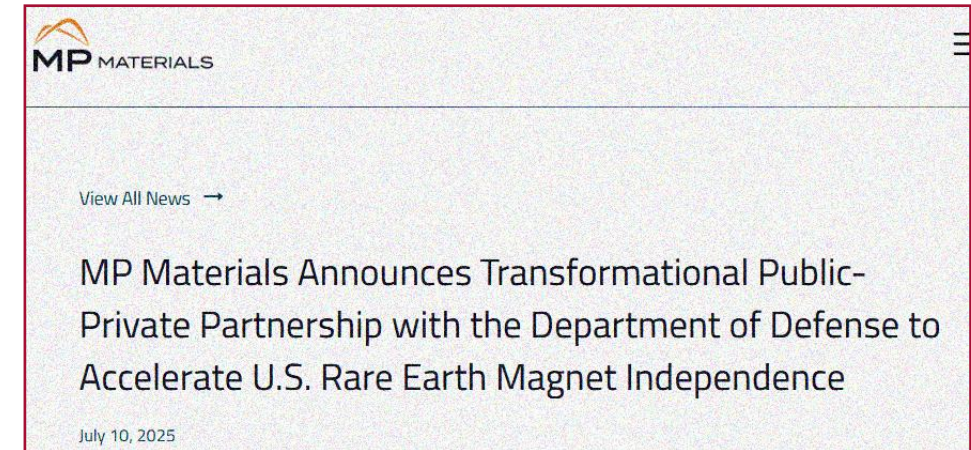 MP MATERIALS
View All News →
MP Materials Announces Transformational Public-
Private Partnership with the Department of Defense to
Accelerate U.S. Rare Earth Magnet Independence
July 10, 2025